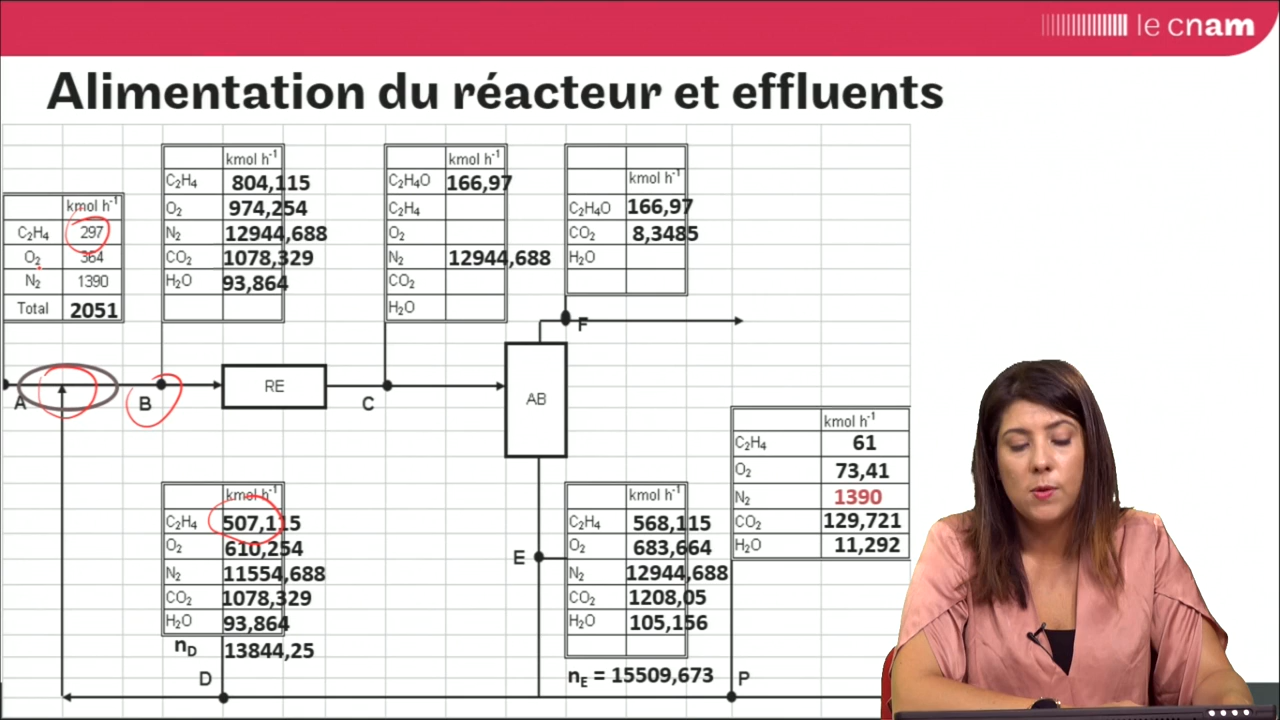 le cnam
Alimentation du réacteur et effluents
kmol h⁻¹
C₂H₄ 297
O₂ 364
N₂ 1390
Total 2051
kmol h⁻¹
C₂H₄ 804,115
O₂ 974,254
N₂ 12944,688
CO₂ 1078,329
H₂O 93,864
kmol h⁻¹
C₂H₄O 166,97
C₂H₄
O₂
N₂ 12944,688
CO₂
H₂O
kmol h⁻¹
C₂H₄O 166,97
CO₂ 8,3485
H₂O
F
A
B
RE
C
AB
kmol h⁻¹
C₂H₄ 61
O₂ 73,41
N₂ 1390
CO₂ 129,721
H₂O 11,292
kmol h⁻¹
C₂H₄ 507,115
O₂ 610,254
N₂ 11554,688
CO₂ 1078,329
H₂O 93,864
n_D 13844,25
D
E
kmol h⁻¹
C₂H₄ 568,115
O₂ 683,664
N₂ 12944,688
CO₂ 1208,05
H₂O 105,156
n_E = 15509,673
P